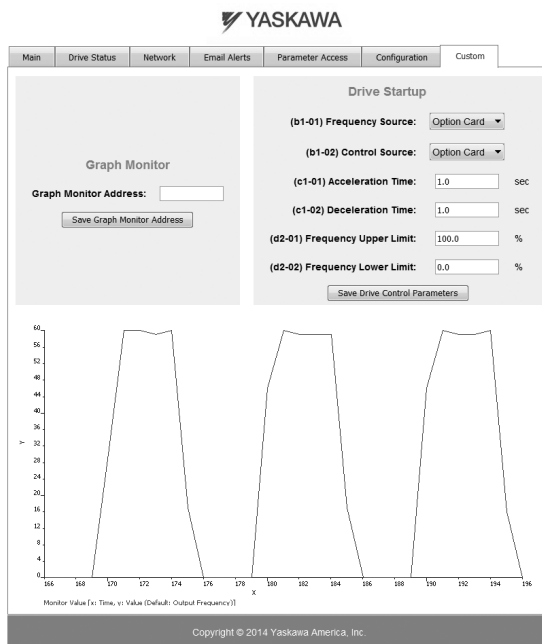 YASKAWA
Main Drive Status Network Email Alerts Parameter Access Configuration Custom
Graph Monitor
Graph Monitor Address:
Save Graph Monitor Address
Drive Startup
(b1-01) Frequency Source: Option Card
(b1-02) Control Source: Option Card
(c1-01) Acceleration Time: 1.0 sec
(c1-02) Deceleration Time: 1.0 sec
(d2-01) Frequency Upper Limit: 100.0 %
(d2-02) Frequency Lower Limit: 0.0 %
Save Drive Control Parameters
60
56
52
48
44
40
36
32
Y
28
24
20
16
12
8
4
0
166 168 170 172 174 176 178 180 182 184 186 188 190 192 194 196
X
Monitor Value [x: Time, y: Value (Default: Output Frequency)]
Copyright © 2014 Yaskawa America, Inc.